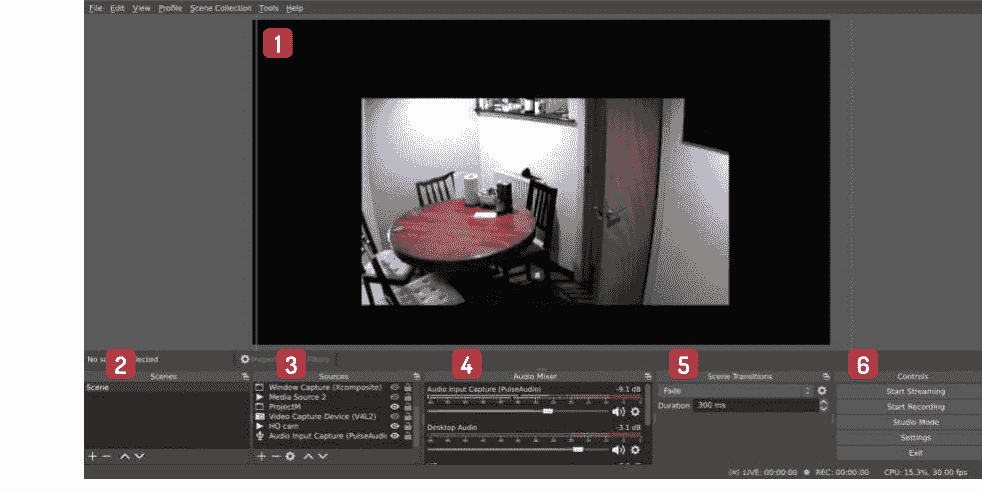 File Edit View Profile Scene Collection Tools Help
1
2
3
4
5
6
Scenes
Sources
Audio Mixer
Scene Transitions
Controls
Scene
Window Capture (Xcomposite)
Media Source 2
ProjectM
Video Capture Device (V4L2)
HQ cam
Audio Input Capture (PulseAudio
Audio Input Capture (PulseAudio)
-9.1 dB
Desktop Audio
-3.1 dB
Fade
Duration 300 ms
Start Streaming
Start Recording
Studio Mode
Settings
Exit
LIVE: 00:00:00 REC: 00:00:00 CPU: 15.3%, 30.00 fps